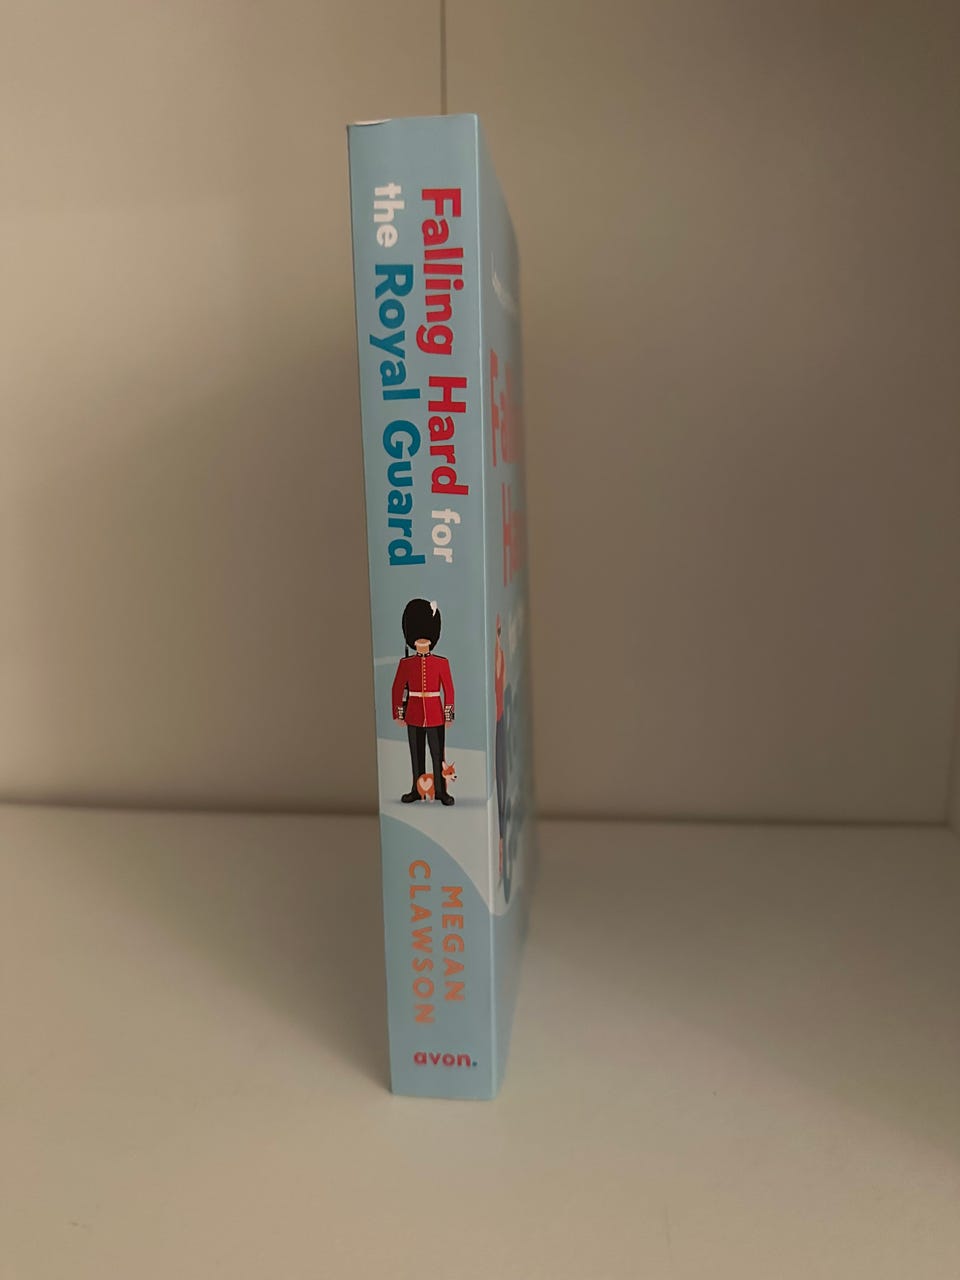 Falling Hard for
the Royal Guard
MEGAN
CLAWSON
avon.